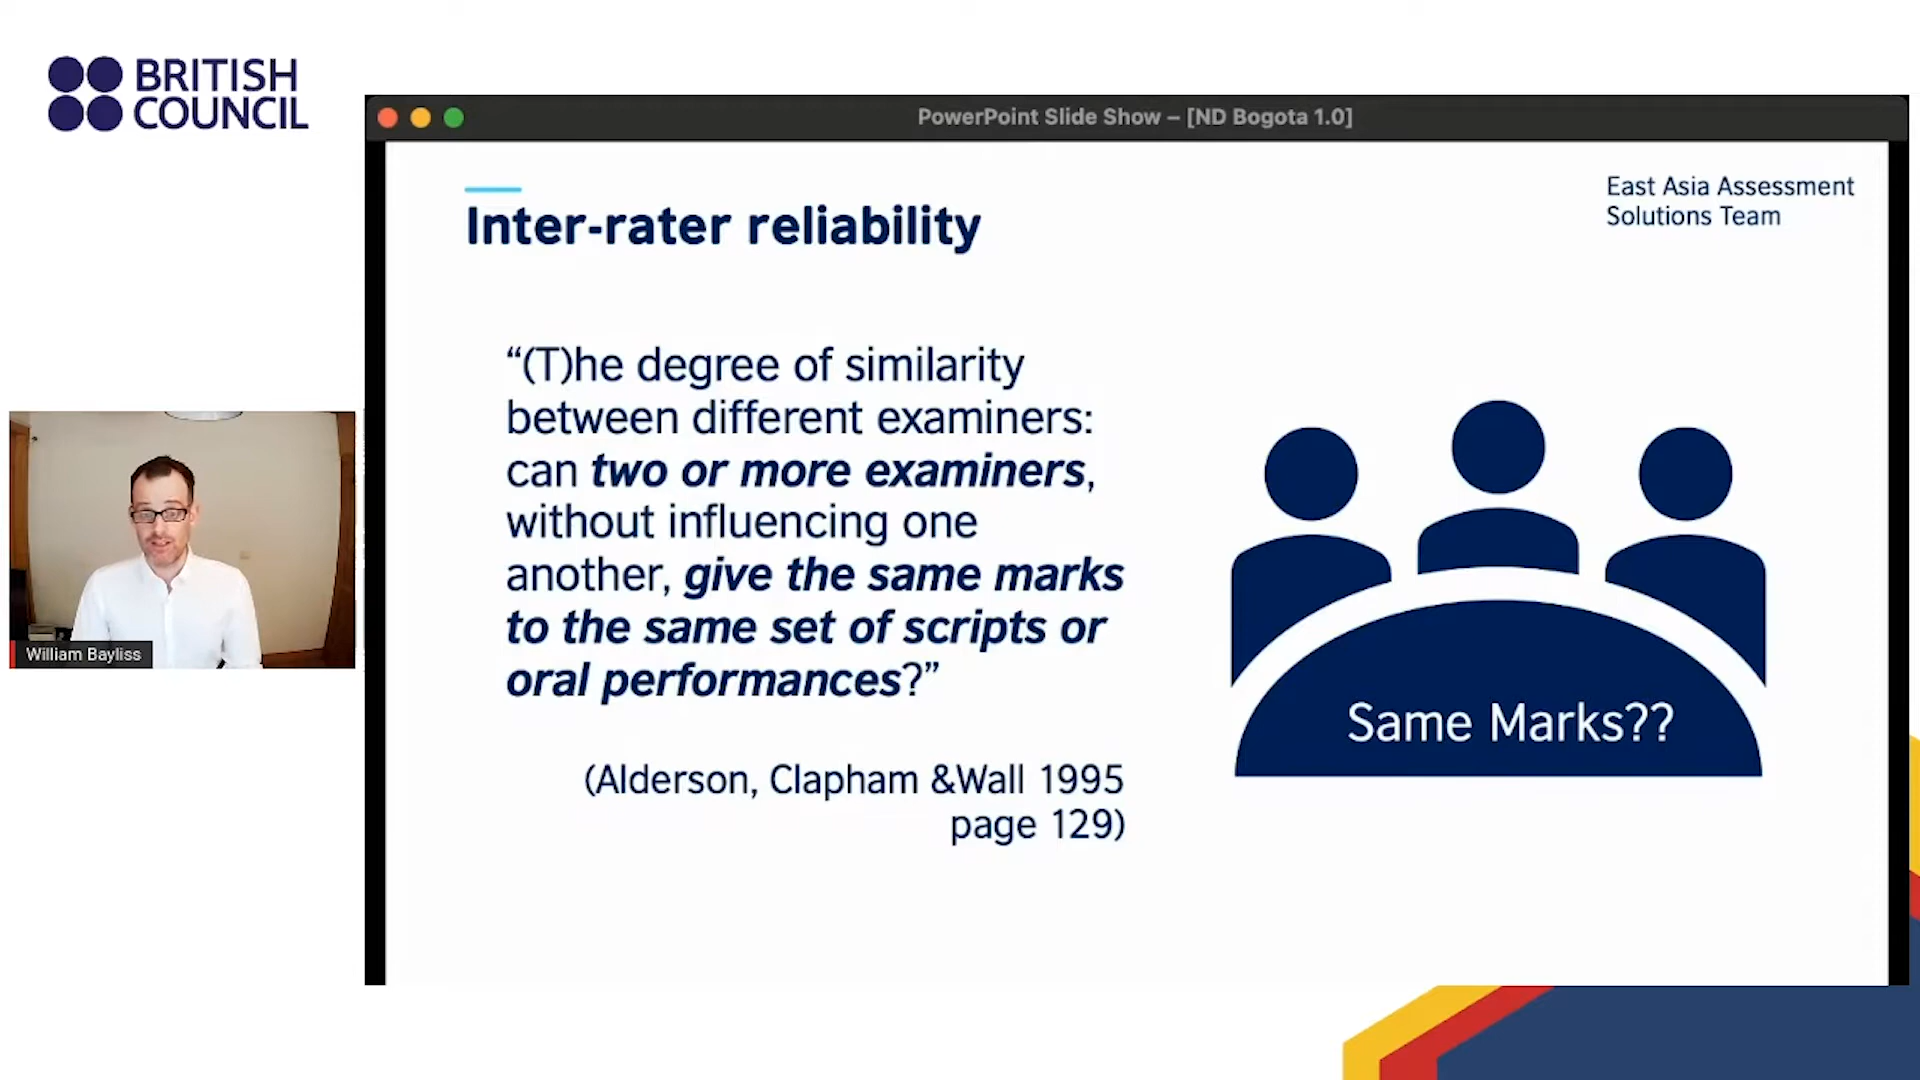 BRITISH
COUNCIL
PowerPoint Slide Show – [ND Bogota 1.0]
East Asia Assessment
Solutions Team
Inter-rater reliability
“(T)he degree of similarity
between different examiners:
can two or more examiners,
without influencing one
another, give the same marks
to the same set of scripts or
oral performances?”
(Alderson, Clapham &Wall 1995
page 129)
Same Marks??
William Bayliss